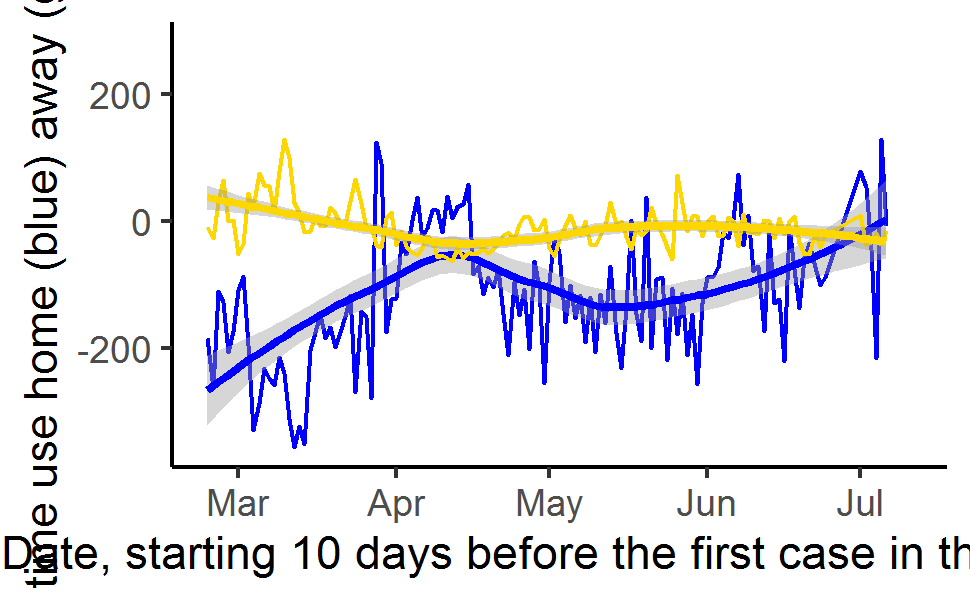 time use home (blue) away (
200
0
-200
Mar Apr May Jun Jul
Date, starting 10 days before the first case in th